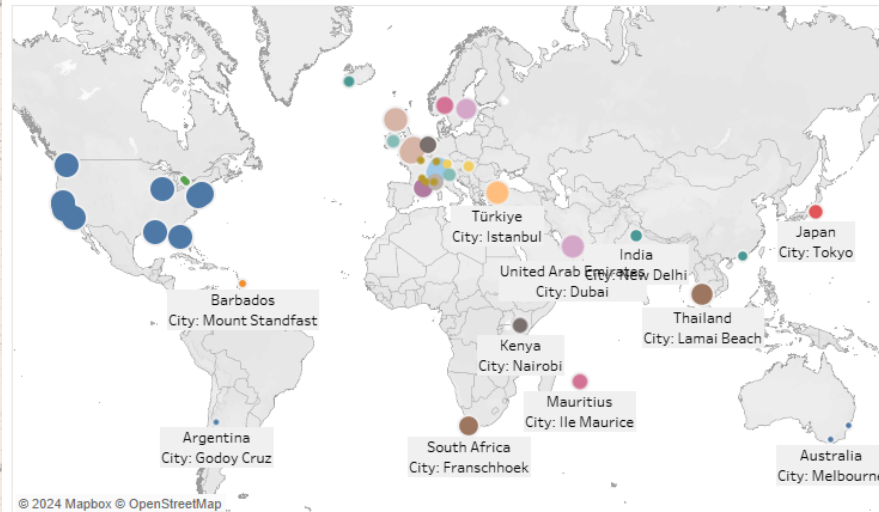 Türkiye
City: Istanbul
Japan
City: Tokyo
India
City: New Delhi
United Arab Emirates
City: Dubai
Barbados
City: Mount Standfast
Thailand
City: Lamai Beach
Kenya
City: Nairobi
Mauritius
City: Ile Maurice
Argentina
City: Godoy Cruz
South Africa
City: Franschhoek
Australia
City: Melbourne
© 2024 Mapbox © OpenStreetMap